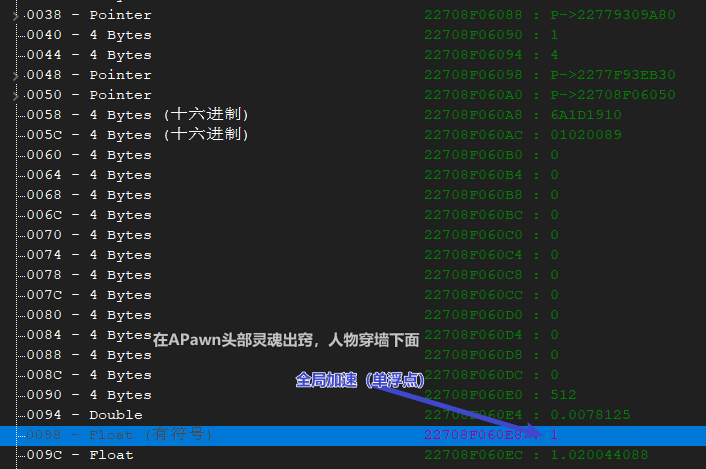 .0038 - Pointer 22708F06088 : P->22779309A80
.0040 - 4 Bytes 22708F06090 : 1
.0044 - 4 Bytes 22708F06094 : 4
.0048 - Pointer 22708F06098 : P->2277F93EB30
.0050 - Pointer 22708F060A0 : P->22708F06050
.0058 - 4 Bytes (十六进制) 22708F060A8 : 6A1D1910
.005C - 4 Bytes (十六进制) 22708F060AC : 01020089
.0060 - 4 Bytes 22708F060B0 : 0
.0064 - 4 Bytes 22708F060B4 : 0
.0068 - 4 Bytes 22708F060B8 : 0
.006C - 4 Bytes 22708F060BC : 0
.0070 - 4 Bytes 22708F060C0 : 0
.0074 - 4 Bytes 22708F060C4 : 0
.0078 - 4 Bytes 22708F060C8 : 0
.007C - 4 Bytes 22708F060CC : 0
.0080 - 4 Bytes 22708F060D0 : 0
.0084 - 4 Bytes 22708F060D4 : 0
在APawn头部灵魂出窍，人物穿墙下面
.0088 - 4 Bytes 22708F060D8 : 0
.008C - 4 Bytes 22708F060DC : 0
全局加速（单浮点）
.0090 - 4 Bytes 22708F060E0 : 512
.0094 - Double 22708F060E4 : 0.0078125
.0098 - Float (有符号) 22708F060E8 : 1
.009C - Float 22708F060EC : 1.020044088